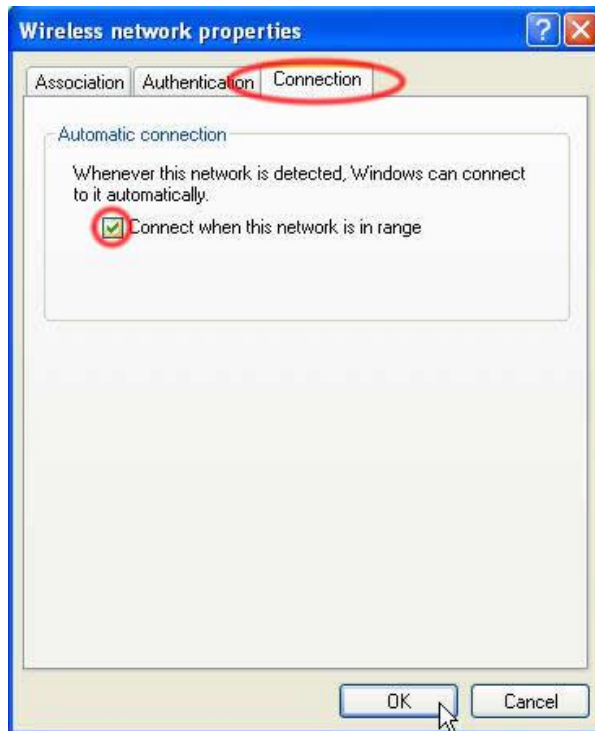 Wireless network properties
Association Authentication Connection
Automatic connection
Whenever this network is detected, Windows can connect
to it automatically.
Connect when this network is in range
OK Cancel